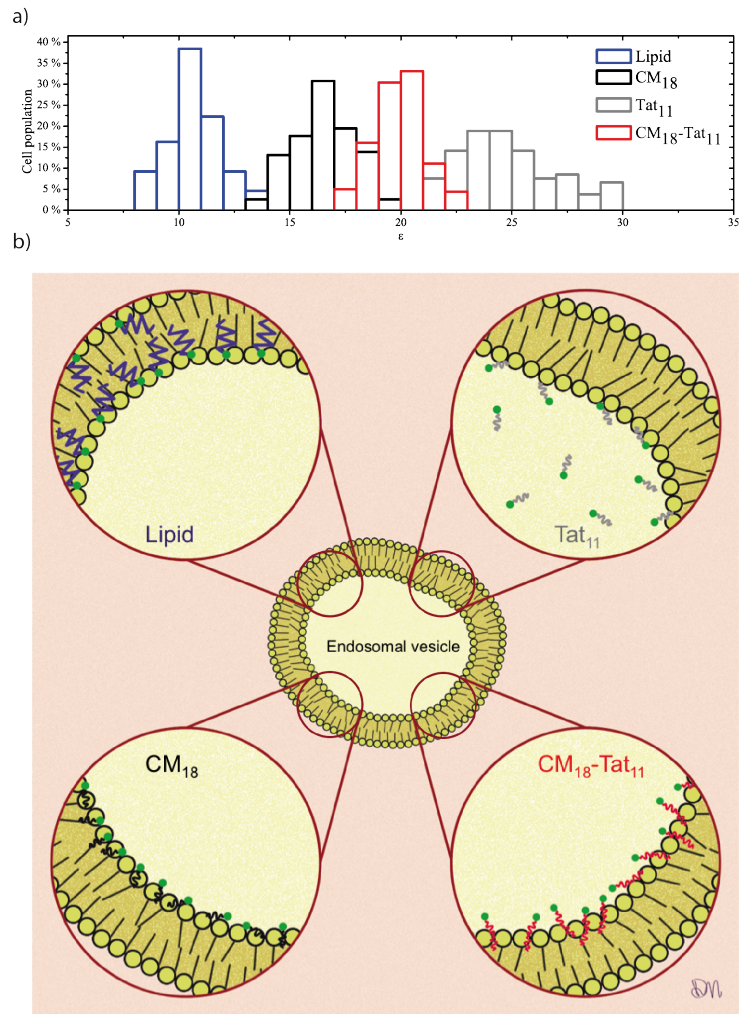 a)
40 %
35 %
30 %
25 %
20 %
15 %
10 %
5 %
0 %
Cell population
Lipid
CM18
Tat11
CM18-Tat11
5 10 15 20 25 30 35
ε
b)
Lipid
Tat11
Endosomal vesicle
CM18
CM18-Tat11